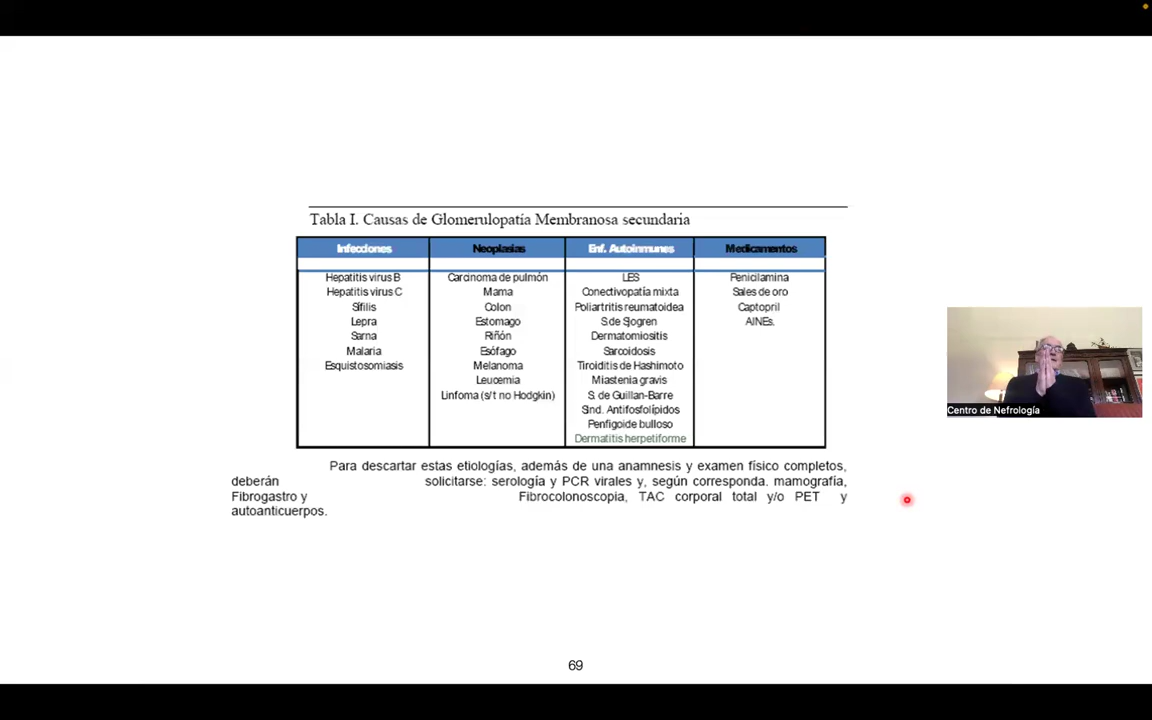 Tabla I. Causas de Glomerulopatía Membranosa secundaria
Infecciones Neoplasias Enf. Autoinmunes Medicamentos
Hepatitis virus B Carcinoma de pulmón LES Penicilamina
Hepatitis virus C Mama Conectivopatía mixta Sales de oro
Sífilis Colon Poliartritis reumatoidea Captopril
Lepra Estomago S de Sjogren AINEs.
Sarna Riñón Dermatomiositis
Malaria Esófago Sarcoidosis
Esquistosomiasis Melanoma Tiroiditis de Hashimoto
Leucemia Miastenia gravis
Linfoma (s/t no Hodgkin) S. de Guillan-Barre
Sínd. Antifosfolípidos
Penfigoide bulloso
Dermatitis herpetiforme
Para descartar estas etiologías, además de una anamnesis y examen físico completos,
deberán solicitarse: serología y PCR virales y, según corresponda. mamografía,
Fibrogastro y Fibrocolonoscopia, TAC corporal total y/o PET y
autoanticuerpos.
Centro de Nefrología
69